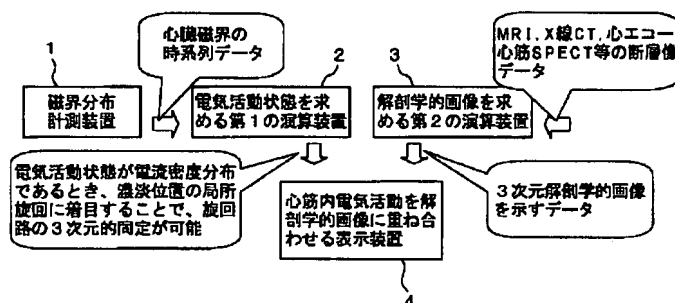 1
心臓磁界の
時系列データ
2
3
MRI,X線CT,心エコー
心筋SPECT等の断層像
データ
磁界分布
計測装置
電気活動状態を求
める第1の演算装置
解剖学的画像を求
める第2の演算装置
電気活動状態が電流密度分布
であるとき、濃淡位置の局所
旋回に着目することで、旋回
路の3次元的同定が可能
3次元解剖学的画像
を示すデータ
心筋内電気活動を解
剖学的画像に重ね合
わせる表示装置
4